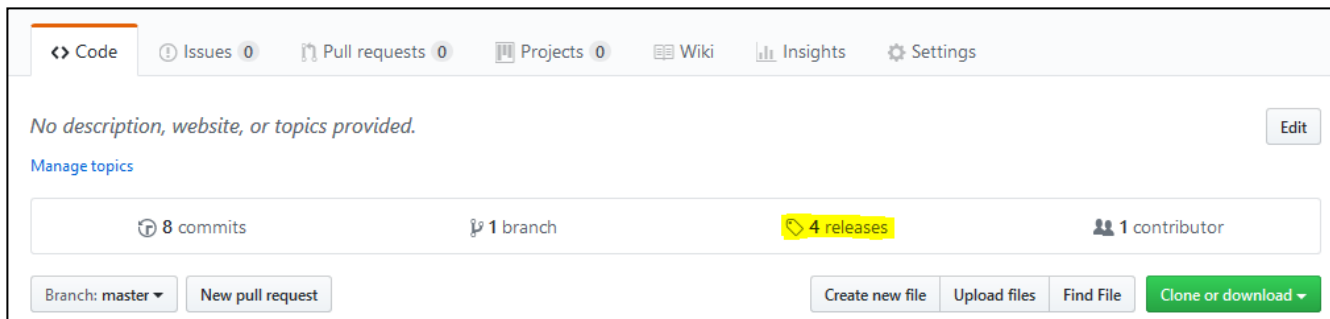 Code Issues 0 Pull requests 0 Projects 0 Wiki Insights Settings
No description, website, or topics provided. Edit
Manage topics
8 commits 1 branch 4 releases 1 contributor
Branch: master New pull request Create new file Upload files Find File Clone or download